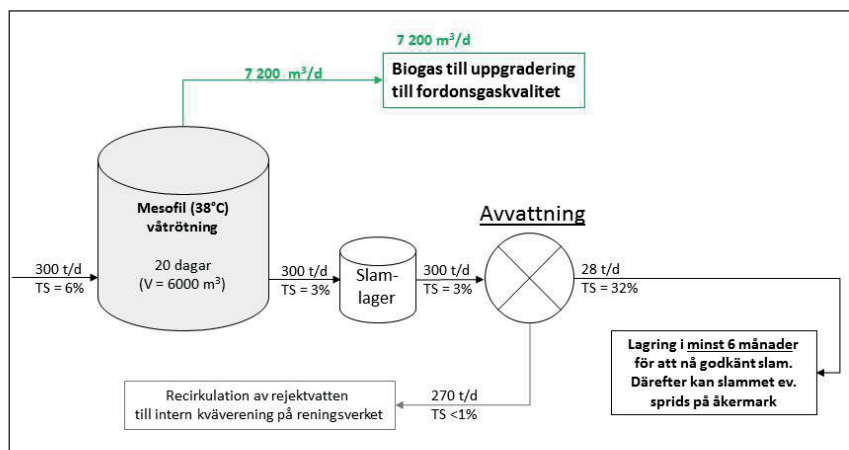 7 200 m³/d
7 200 m³/d
Biogas till uppgradering
till fordonsgaskvalitet
Mesofil (38°C)
våtrötning
20 dagar
(V = 6000 m³)
300 t/d
TS = 6%
300 t/d
TS = 3%
Slam-
lager
300 t/d
TS = 3%
Avvattning
28 t/d
TS = 32%
Lagring i minst 6 månader
för att nå godkänt slam.
Därefter kan slammet ev.
sprids på åkermark
270 t/d
TS <1%
Recirkulation av rejektvatten
till intern kväverening på reningsverket